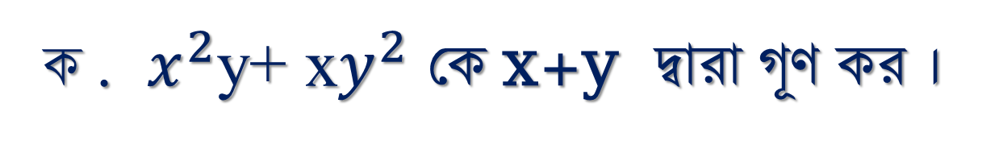 ক . x²y+ xy² কে x+y দ্বারা গূণ কর ।